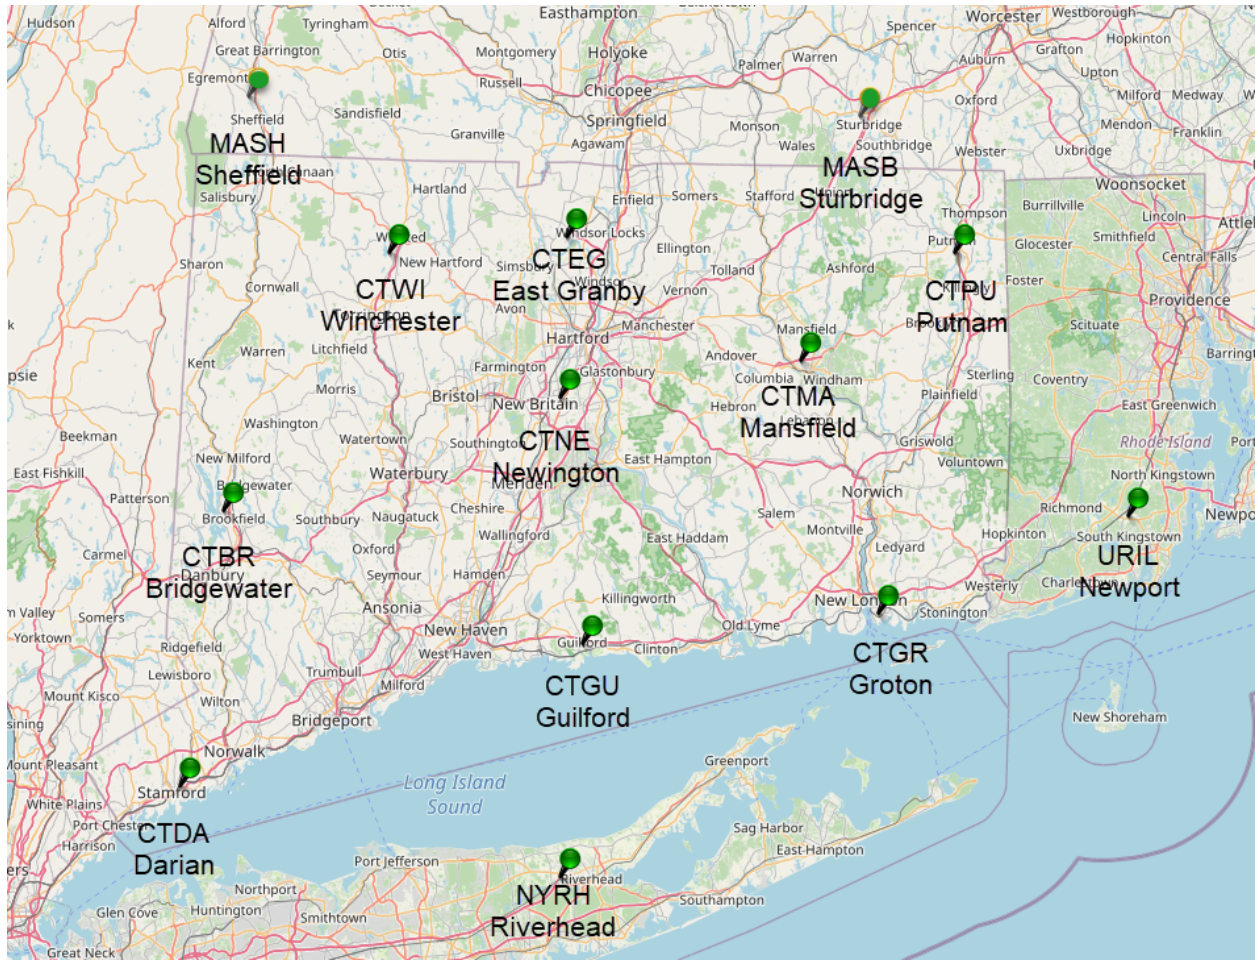 Hudson
Alford
Tyringham
Otis
Easthampton
Spencer
Worcester
Westborough
Hopkinton
Great Barrington
Montgomery
Holyoke
Palmer
Warren
Grafton
Auburn
Upton
Egremont
Russell
Chicopee
Oxford
Milford
Medway
Sheffield
Sandisfield
Springfield
Monson
Sturbridge
Mendon
Franklin
MASH
Sheffield
Granville
Agawam
Wales
Southbridge
Webster
Uxbridge
MASB
Sturbridge
Salisbury
Hartland
Enfield
Somers
Stafford
Woonsocket
Burrillville
Thompson
Lincoln
Windsor Locks
Smithfield
Glocester
Sharon
New Hartford
Simsbury
CTEG
East Granby
Ellington
Tolland
Ashford
Central Falls
Foster
Cornwall
CTWI
Winchester
Avon
Vernon
CTPU
Putnam
Providence
Manchester
Mansfield
Scituate
Litchfield
Hartford
Warren
Kent
Andover
Farmington
Glastonbury
Columbia
Windham
Sterling
Coventry
Morris
Bristol
New Britain
Hebron
CTMA
Mansfield
Plainfield
East Greenwich
Washington
Beekman
Watertown
Southington
CTNE
Newington
Griswold
Rhode Island
East Fishkill
New Milford
Bridgewater
Waterbury
Meriden
East Hampton
Voluntown
North Kingstown
Patterson
Brookfield
Southbury
Naugatuck
Cheshire
Norwich
Salem
Richmond
Wallingford
East Haddam
Montville
Hopkinton
South Kingstown
Carmel
CTBR
Bridgewater
Danbury
Oxford
Seymour
Hamden
Ledyard
URIL
Newport
Westerly
Ansonia
Killingworth
New London
Stonington
Somers
Yorktown
Ridgefield
New Haven
West Haven
Guilford
Clinton
Old Lyme
CTGR
Groton
Lewisboro
Trumbull
Milford
CTGU
Guilford
Mount Kisco
Wilton
Bridgeport
New Shoreham
Norwalk
Mount Pleasant
Greenport
Long Island
Sound
Stamford
White Plains
Port Chester
Harrison
CTDA
Darian
Sag Harbor
East Hampton
Port Jefferson
Riverhead
NYRH
Riverhead
Northport
Southampton
Glen Cove
Huntington
Smithtown
Great Neck